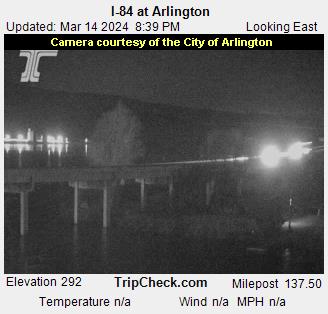 I-84 at Arlington
Updated: Mar 14 2024 8:39 PM Looking East
Camera courtesy of the City of Arlington
Elevation 292 TripCheck.com Milepost 137.50
Temperature n/a Wind n/a MPH n/a